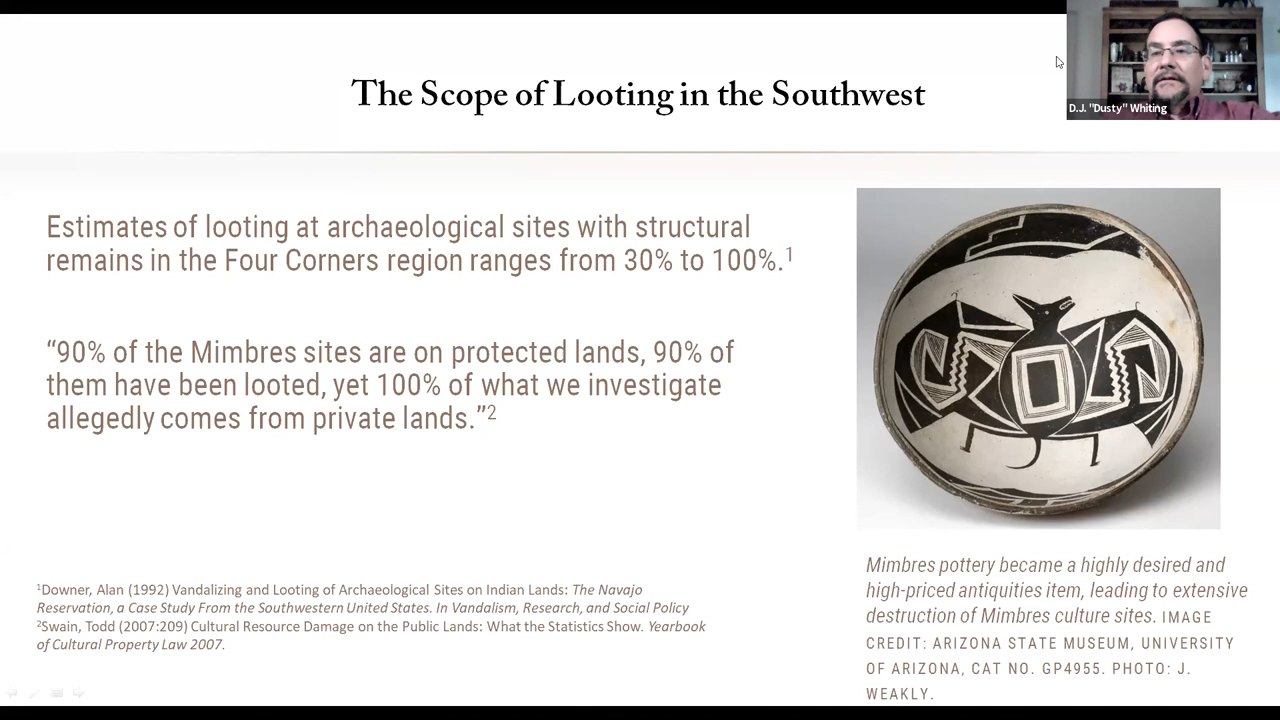 The Scope of Looting in the Southwest
D.J. "Dusty" Whiting
Estimates of looting at archaeological sites with structural
remains in the Four Corners region ranges from 30% to 100%.¹
“90% of the Mimbres sites are on protected lands, 90% of
them have been looted, yet 100% of what we investigate
allegedly comes from private lands.”²
¹Downer, Alan (1992) Vandalizing and Looting of Archaeological Sites on Indian Lands: The Navajo
Reservation, a Case Study From the Southwestern United States. In Vandalism, Research, and Social Policy
²Swain, Todd (2007:209) Cultural Resource Damage on the Public Lands: What the Statistics Show. Yearbook
of Cultural Property Law 2007.
Mimbres pottery became a highly desired and
high-priced antiquities item, leading to extensive
destruction of Mimbres culture sites. IMAGE
CREDIT: ARIZONA STATE MUSEUM, UNIVERSITY
OF ARIZONA, CAT NO. GP4955. PHOTO: J.
WEAKLY.